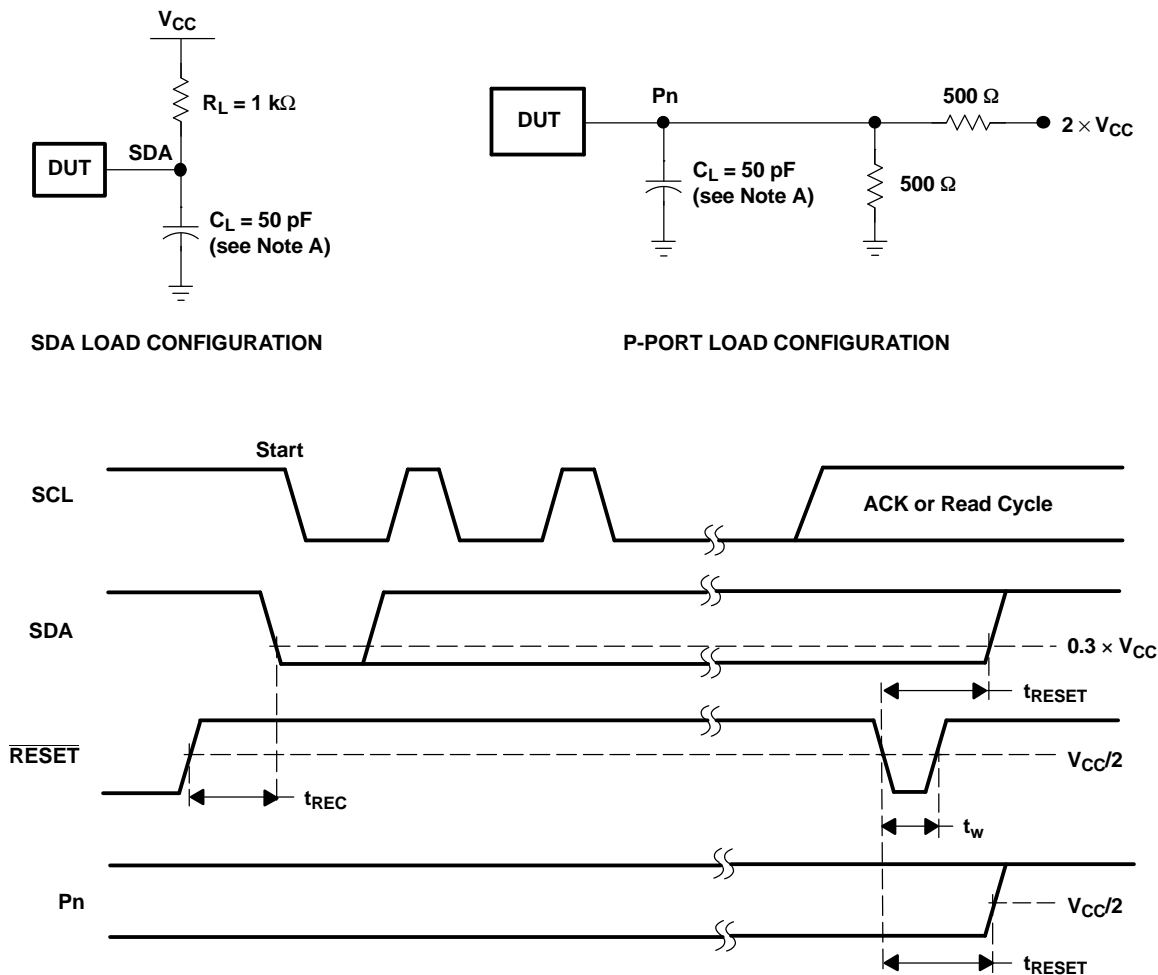 VCC
RL = 1 kΩ
DUT
SDA
CL = 50 pF
(see Note A)
SDA LOAD CONFIGURATION
DUT
Pn
500 Ω
2 × VCC
CL = 50 pF
(see Note A)
500 Ω
P-PORT LOAD CONFIGURATION
Start
SCL
ACK or Read Cycle
SDA
0.3 × VCC
tRESET
RESET
VCC/2
tREC
tw
Pn
VCC/2
tRESET